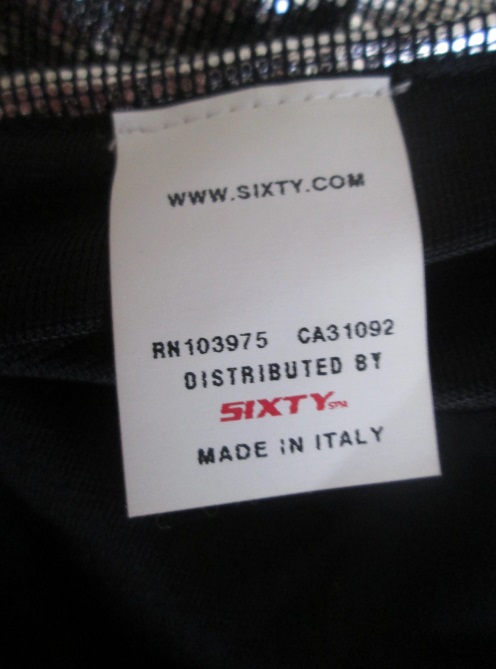 WWW.SIXTY.COM
RN103975 CA31092
DISTRIBUTED BY
SIXTY SPA
MADE IN ITALY